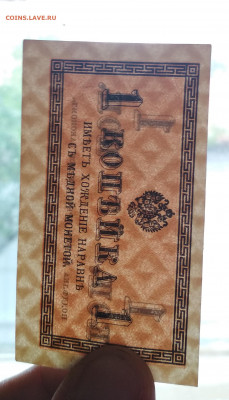 COINS.LAVE.RU
1 КОПѢЙКА 1
ИМѢЕТЪ ХОЖДЕНІЕ НАРАВНѢ
СЪ МѢДНОЙ МОНЕТОЙ.